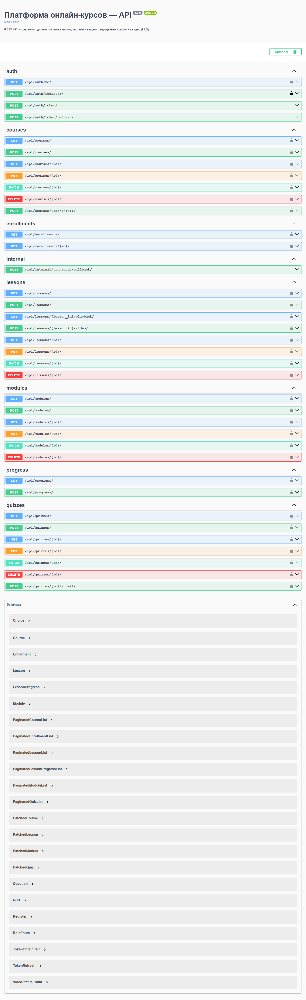 Платформа онлайн-курсов — API 1.0.0 OAS 3.0
/api/schema/
REST API управления курсами, пользователями, тестами и выдачи защищённых ссылок на видео (HLS).
Authorize
auth
GET /api/auth/me/
POST /api/auth/register/
POST /api/auth/token/
POST /api/auth/token/refresh/
courses
GET /api/courses/
POST /api/courses/
GET /api/courses/{id}/
PUT /api/courses/{id}/
PATCH /api/courses/{id}/
DELETE /api/courses/{id}/
POST /api/courses/{id}/enroll/
enrollments
GET /api/enrollments/
GET /api/enrollments/{id}/
internal
POST /api/internal/transcode-callback/
lessons
GET /api/lessons/
POST /api/lessons/
GET /api/lessons/{lesson_id}/playback/
POST /api/lessons/{lesson_id}/video/
GET /api/lessons/{id}/
PUT /api/lessons/{id}/
PATCH /api/lessons/{id}/
DELETE /api/lessons/{id}/
modules
GET /api/modules/
POST /api/modules/
GET /api/modules/{id}/
PUT /api/modules/{id}/
PATCH /api/modules/{id}/
DELETE /api/modules/{id}/
progress
GET /api/progress/
POST /api/progress/
quizzes
GET /api/quizzes/
POST /api/quizzes/
GET /api/quizzes/{id}/
PUT /api/quizzes/{id}/
PATCH /api/quizzes/{id}/
DELETE /api/quizzes/{id}/
POST /api/quizzes/{id}/submit/
Schemas
Choice
Course
Enrollment
Lesson
LessonProgress
Module
PaginatedCourseList
PaginatedEnrollmentList
PaginatedLessonList
PaginatedLessonProgressList
PaginatedModuleList
PaginatedQuizList
PatchedCourse
PatchedLesson
PatchedModule
PatchedQuiz
Question
Quiz
Register
RoleEnum
TokenObtainPair
TokenRefresh
VideoStatusEnum